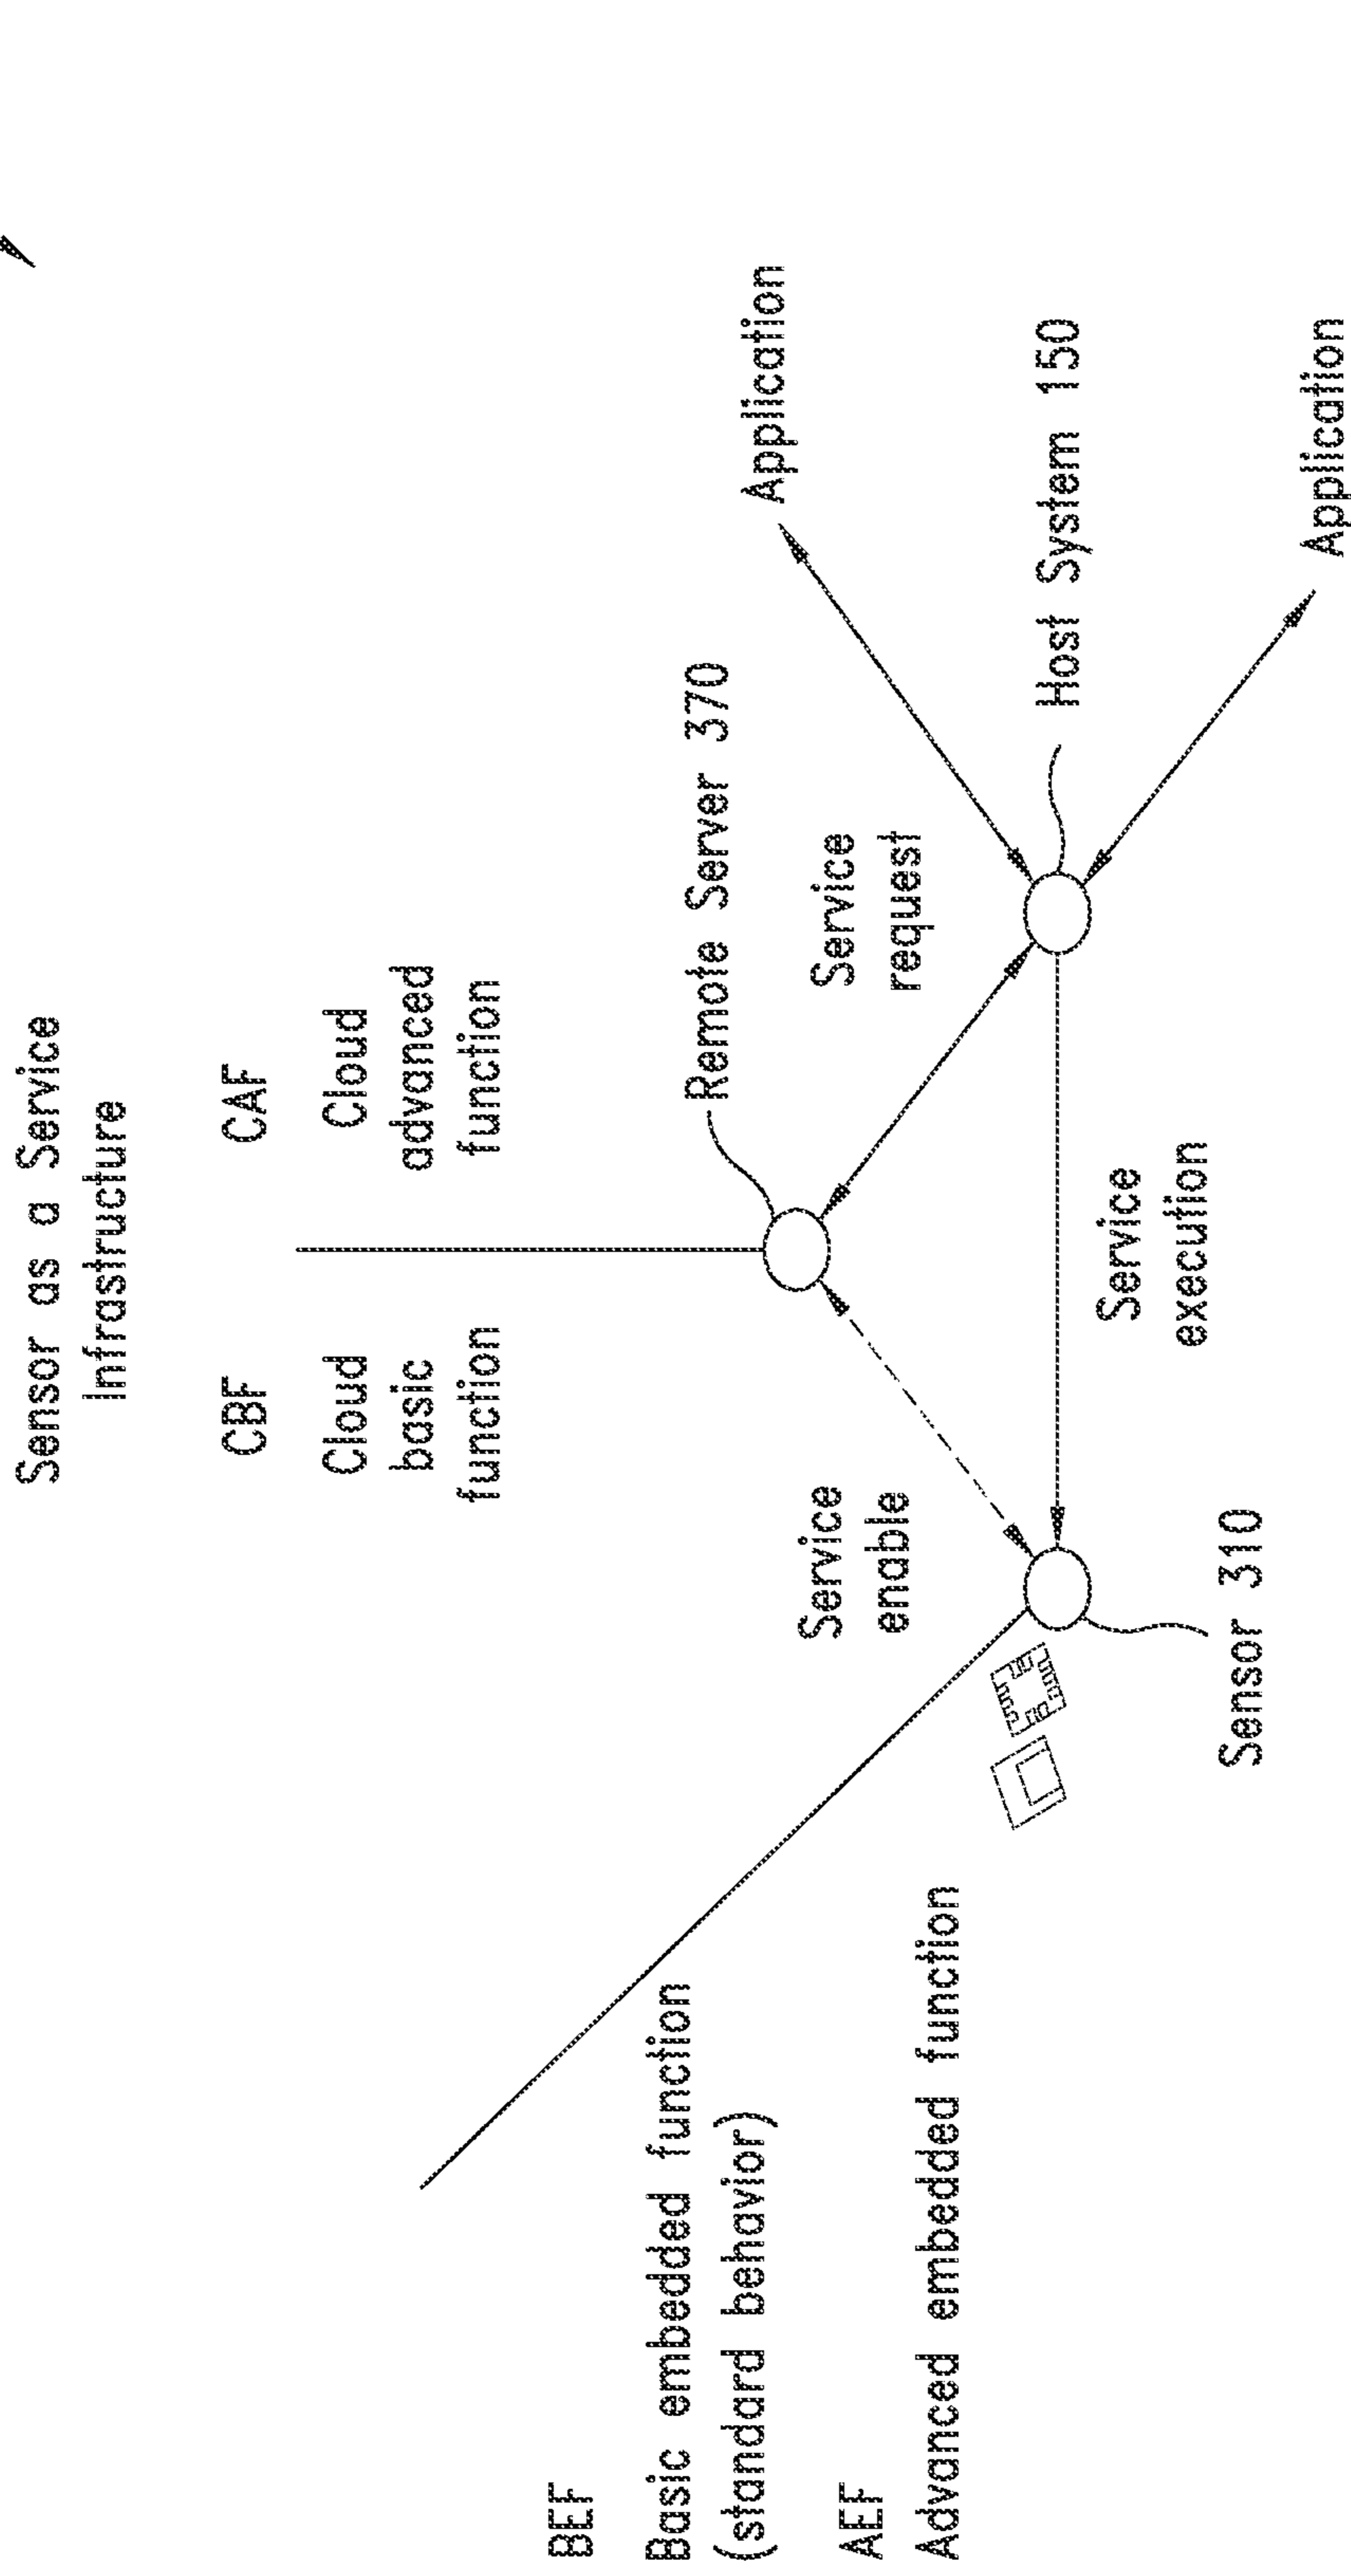 Sensor as a Service
Infrastructure
CBF
CAF
Cloud
basic
function
Cloud
advanced
function
BEF
Basic embedded function
(standard behavior)
AEF
Advanced embedded function
Service
enable
Remote Server 370
Service
request
Application
Host System 150
Application
Service
execution
Sensor 310